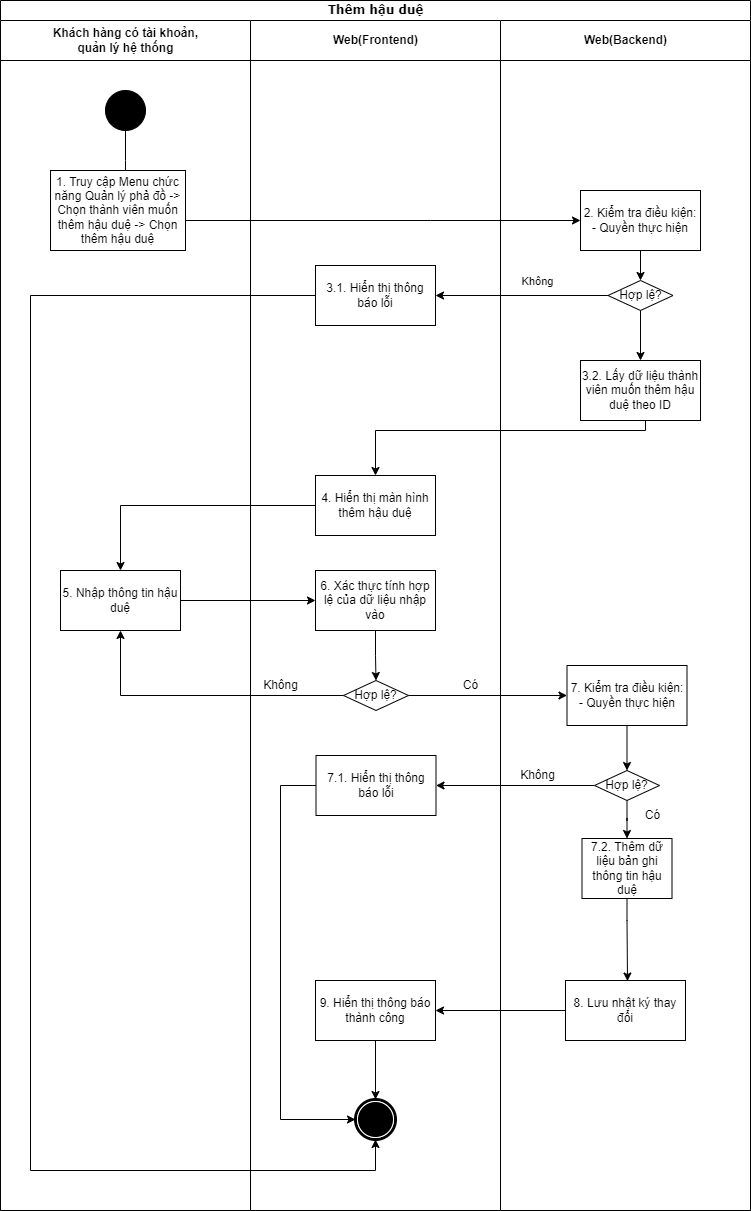 Thêm hậu duệ
Khách hàng có tài khoản,
quản lý hệ thống
Web(Frontend)
Web(Backend)
1. Truy cập Menu chức
năng Quản lý phả đồ ->
Chọn thành viên muốn
thêm hậu duệ -> Chọn
thêm hậu duệ
2. Kiểm tra điều kiện:
- Quyền thực hiện
3.1. Hiển thị thông
báo lỗi
Không
Hợp lệ?
3.2. Lấy dữ liệu thành
viên muốn thêm hậu
duệ theo ID
4. Hiển thị màn hình
thêm hậu duệ
5. Nhập thông tin hậu
duệ
6. Xác thực tính hợp
lệ của dữ liệu nhập
vào
Không
Hợp lệ?
Có
7. Kiểm tra điều kiện:
- Quyền thực hiện
7.1. Hiển thị thông
báo lỗi
Không
Hợp lệ?
Có
7.2. Thêm dữ
liệu bản ghi
thông tin hậu
duệ
9. Hiển thị thông báo
thành công
8. Lưu nhật ký thay
đổi